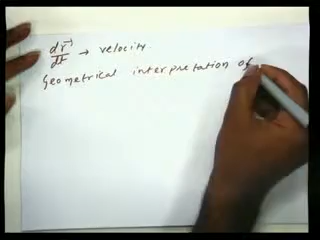 dr⃗/dt → velocity.
Geometrical interpretation of